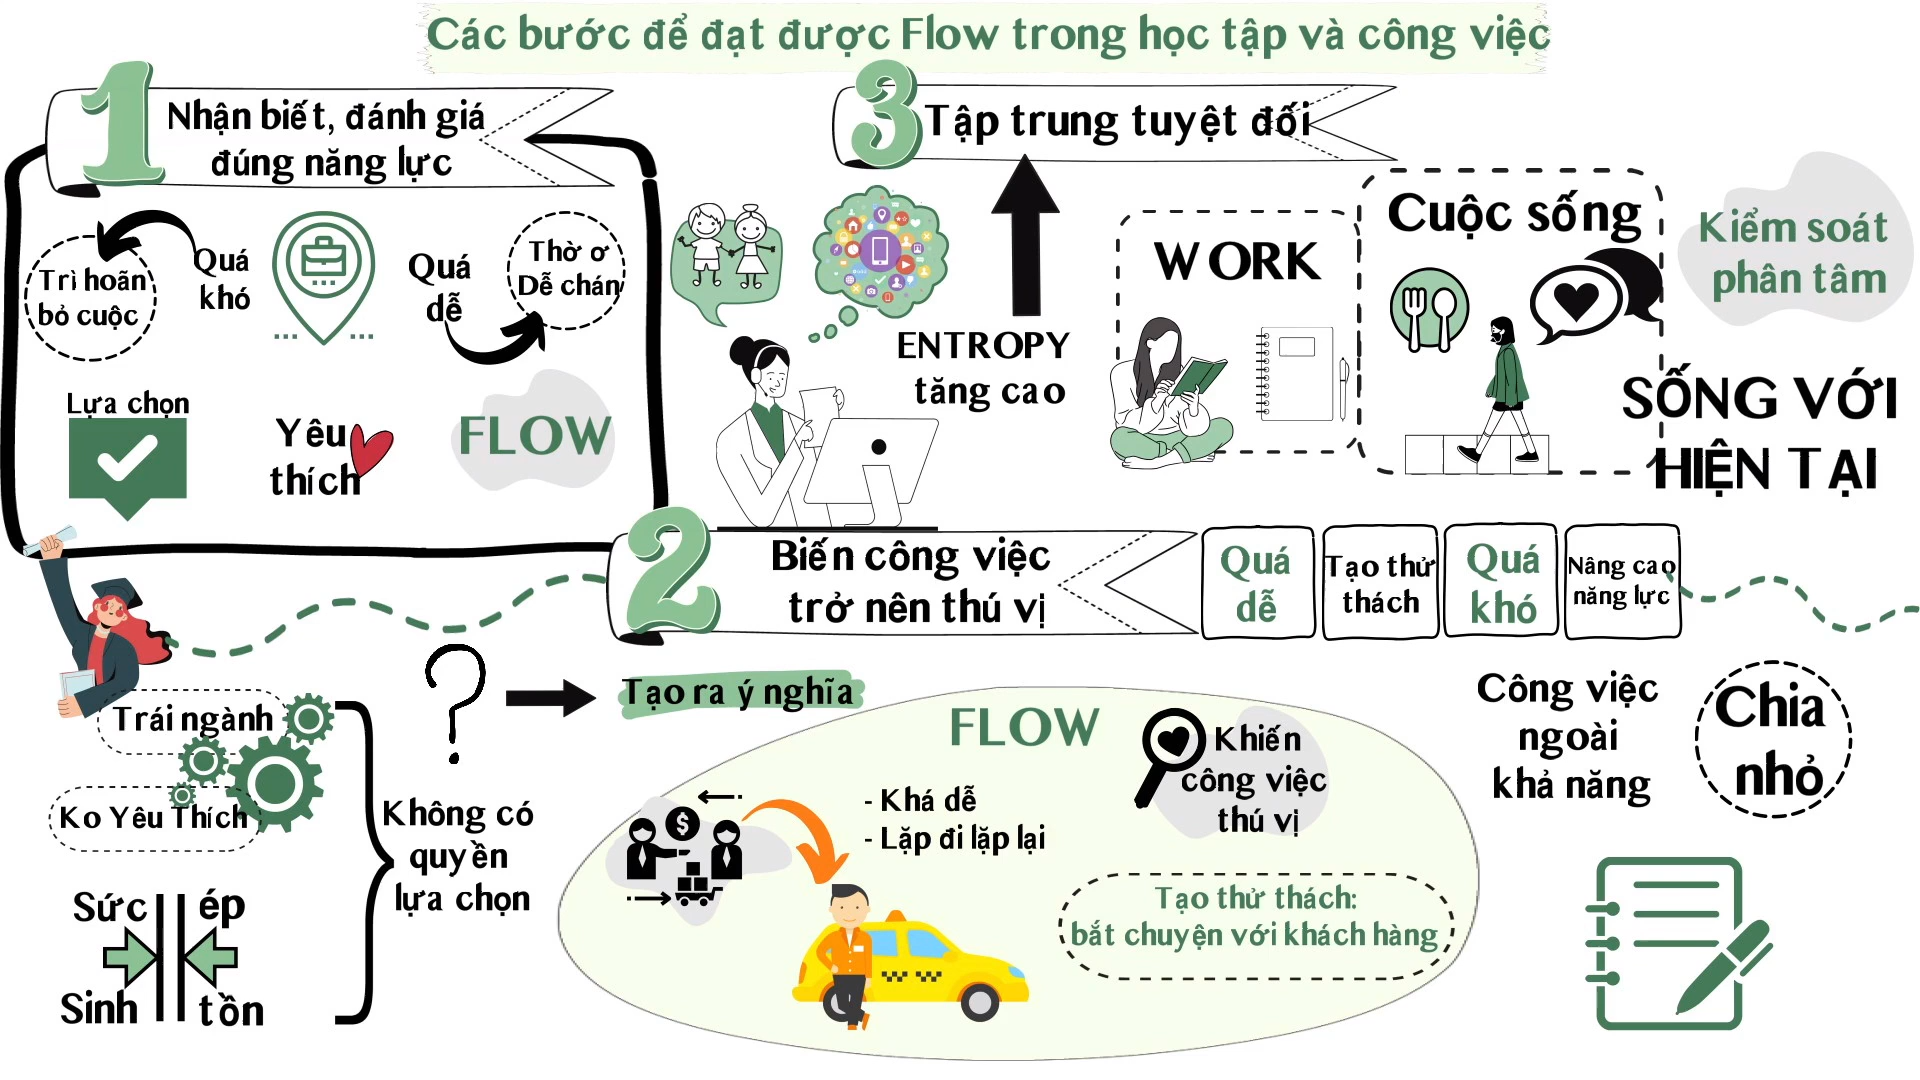 Các bước để đạt được Flow trong học tập và công việc
1
Nhận biết, đánh giá
đúng năng lực
Trì hoãn
bỏ cuộc
Quá
khó
Quá
dễ
Thờ ơ
Dễ chán
Lựa chọn
Yêu
thích
FLOW
3
Tập trung tuyệt đối
ENTROPY
tăng cao
WORK
Cuộc sống
Kiểm soát
phân tâm
SỐNG VỚI
HIỆN TẠI
2
Biến công việc
trở nên thú vị
Quá
dễ
Tạo thử
thách
Quá
khó
Nâng cao
năng lực
Trái ngành
Ko Yêu Thích
Sức ép
Sinh tồn
Không có
quyền
lựa chọn
?
Tạo ra ý nghĩa
FLOW
$
- Khá dễ
- Lặp đi lặp lại
Khiến
công việc
thú vị
Tạo thử thách:
bắt chuyện với khách hàng
Công việc
ngoài
khả năng
Chia
nhỏ